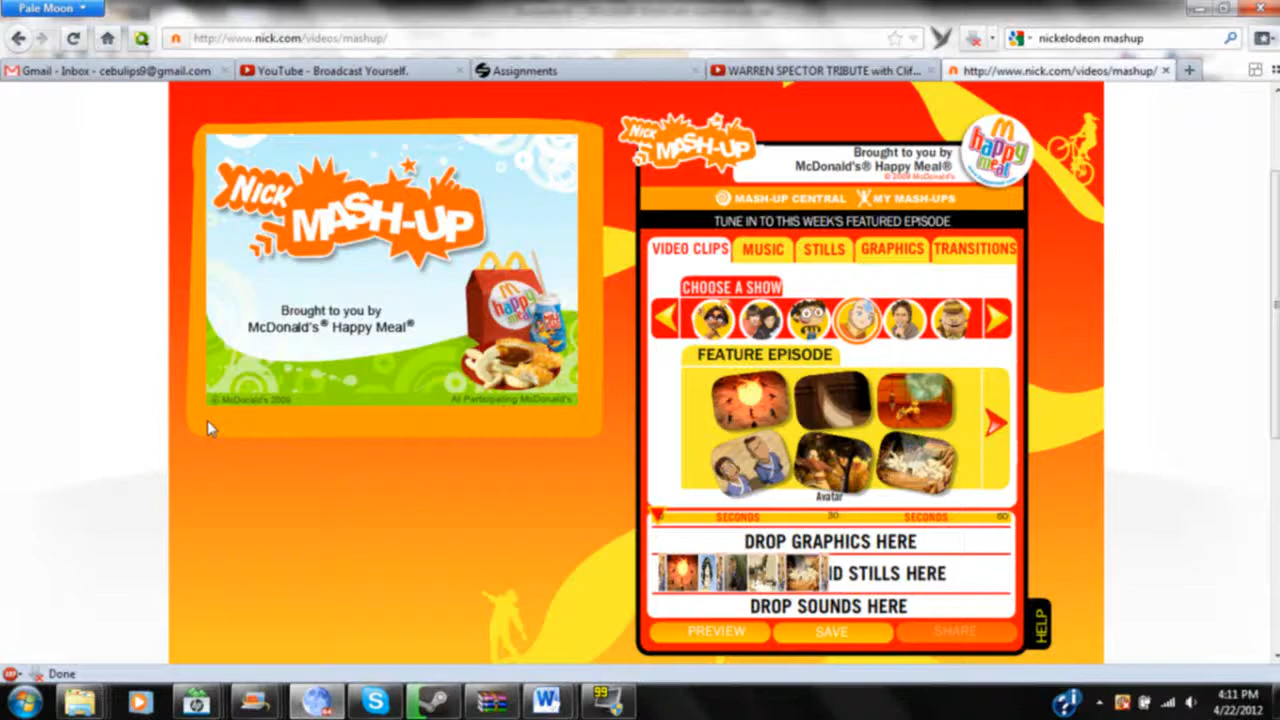 Pale Moon
http://www.nick.com/videos/mashup/
nickelodeon mashup
Gmail - Inbox - cebulips9@gmail.com
YouTube - Broadcast Yourself.
Assignments
WARREN SPECTOR TRIBUTE with Clif...
http://www.nick.com/videos/mashup/
NICK
MASH-UP
Brought to you by
McDonald's® Happy Meal®
happy
meal
© McDonald's 2009
At Participating McDonald's
NICK
MASH-UP
Brought to you by
McDonald's® Happy Meal®
© 2009 McDonald's
happy
meal
MASH-UP CENTRAL
MY MASH-UPS
TUNE IN TO THIS WEEK'S FEATURED EPISODE
VIDEO CLIPS
MUSIC
STILLS
GRAPHICS
TRANSITIONS
CHOOSE A SHOW
FEATURE EPISODE
Avatar
SECONDS
30
SECONDS
60
DROP GRAPHICS HERE
ID STILLS HERE
DROP SOUNDS HERE
PREVIEW
SAVE
SHARE
HELP
Done
99
4:11 PM
4/22/2012